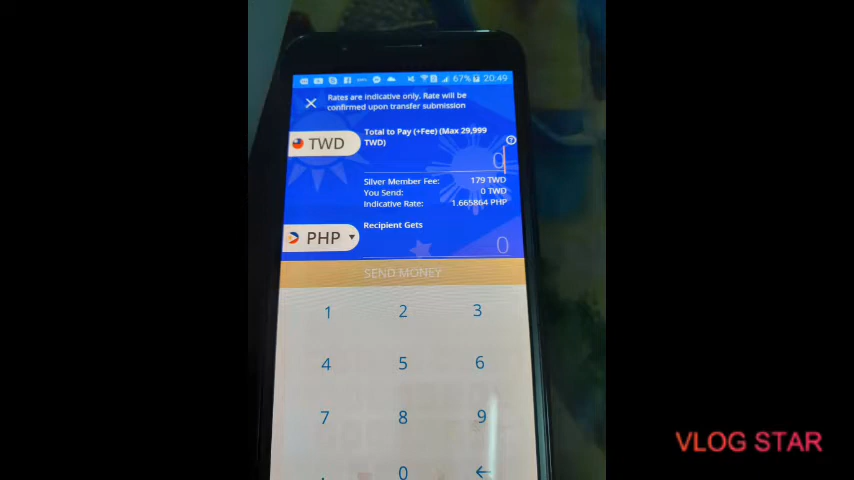 67% 20:49
Rates are indicative only. Rate will be
confirmed upon transfer submission
TWD
Total to Pay (+Fee) (Max 29,999
TWD)
0
Silver Member Fee: 179 TWD
You Send: 0 TWD
Indicative Rate: 1.665864 PHP
PHP
Recipient Gets
0
SEND MONEY
1 2 3
4 5 6
7 8 9
. 0
VLOG STAR